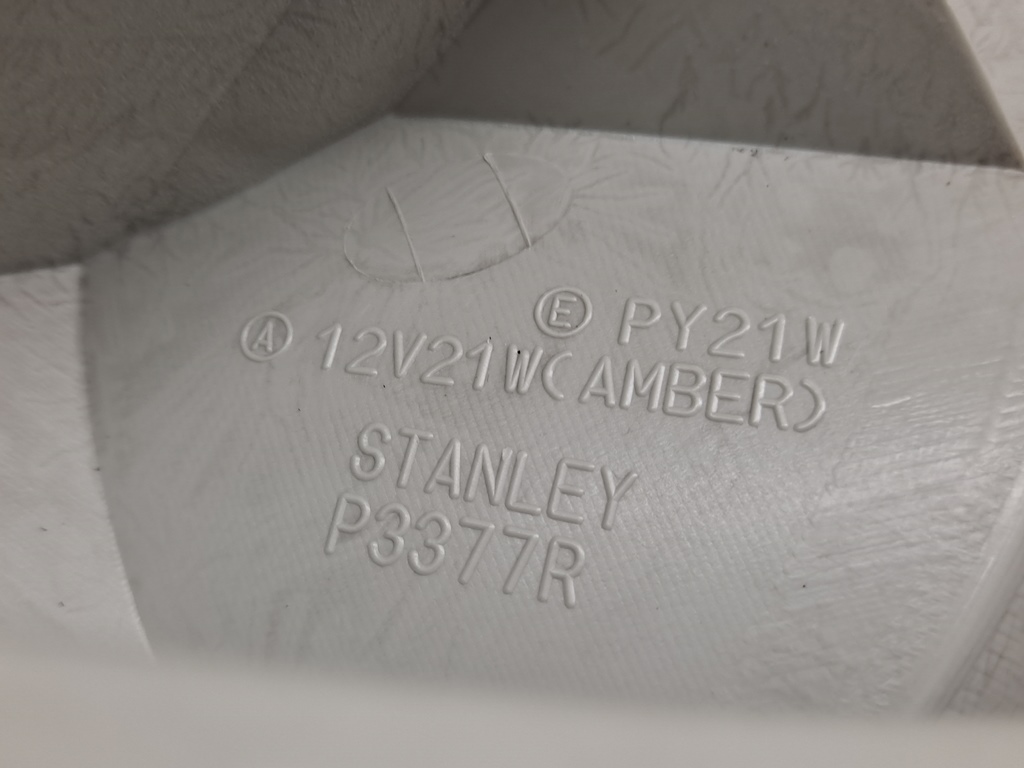 Ⓔ PY21W
Ⓐ 12V21W(AMBER)
STANLEY
P3377R